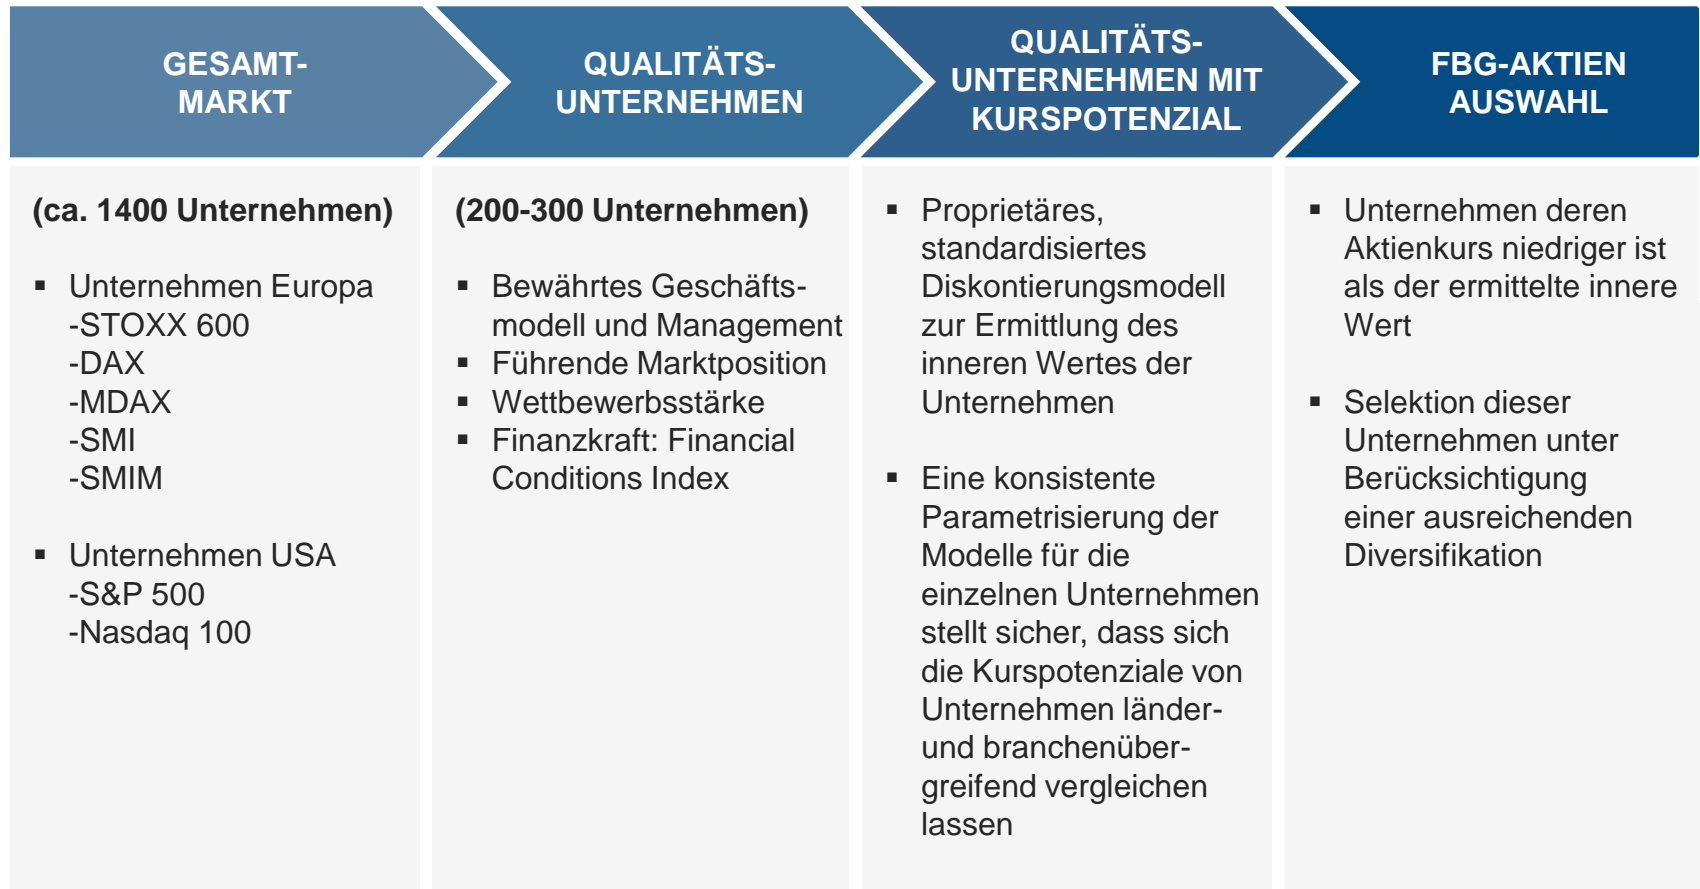 GESAMT-
MARKT
(ca. 1400 Unternehmen)
▪ Unternehmen Europa
-STOXX 600
-DAX
-MDAX
-SMI
-SMIM
▪ Unternehmen USA
-S&P 500
-Nasdaq 100
QUALITÄTS-
UNTERNEHMEN
(200-300 Unternehmen)
▪ Bewährtes Geschäfts-
modell und Management
▪ Führende Marktposition
▪ Wettbewerbsstärke
▪ Finanzkraft: Financial
Conditions Index
QUALITÄTS-
UNTERNEHMEN MIT
KURSPOTENZIAL
▪ Proprietäres,
standardisiertes
Diskontierungsmodell
zur Ermittlung des
inneren Wertes der
Unternehmen
▪ Eine konsistente
Parametrisierung der
Modelle für die
einzelnen Unternehmen
stellt sicher, dass sich
die Kurspotenziale von
Unternehmen länder-
und branchenüber-
greifend vergleichen
lassen
FBG-AKTIEN
AUSWAHL
▪ Unternehmen deren
Aktienkurs niedriger ist
als der ermittelte innere
Wert
▪ Selektion dieser
Unternehmen unter
Berücksichtigung
einer ausreichenden
Diversifikation